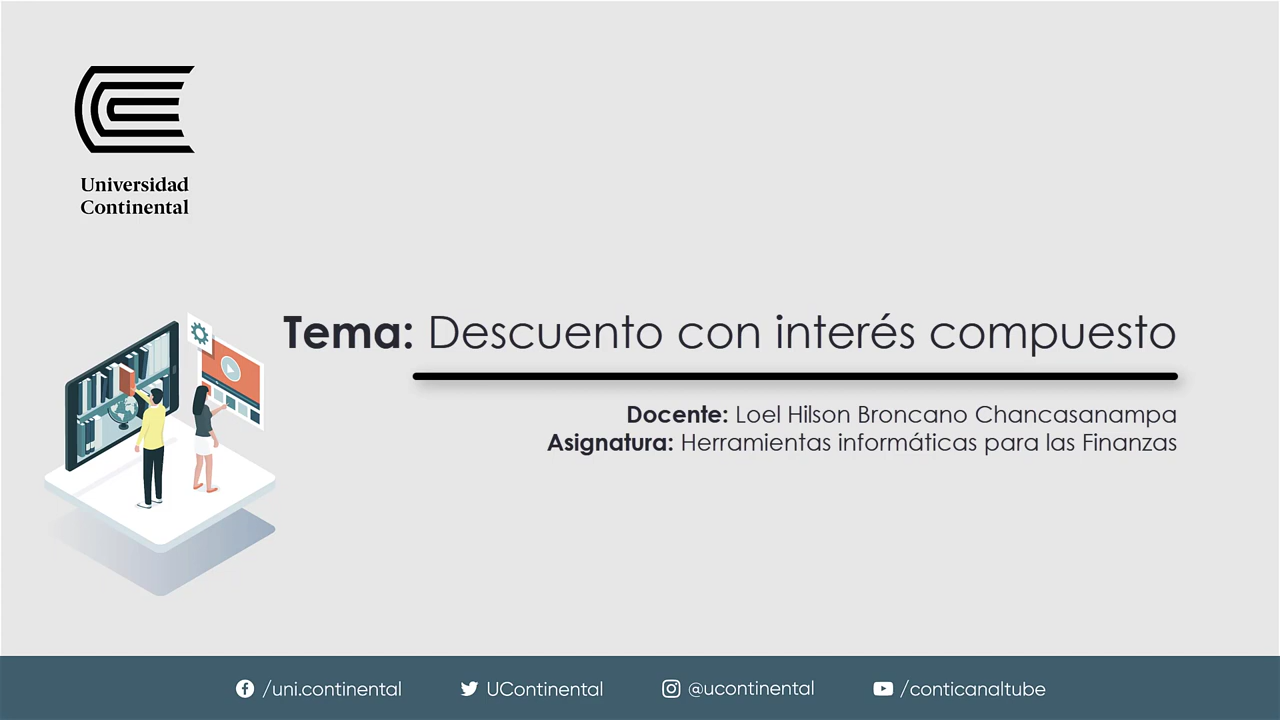 Universidad
Continental
Tema: Descuento con interés compuesto
Docente: Loel Hilson Broncano Chancasanampa
Asignatura: Herramientas informáticas para las Finanzas
/uni.continental UContinental @ucontinental /conticanaltube